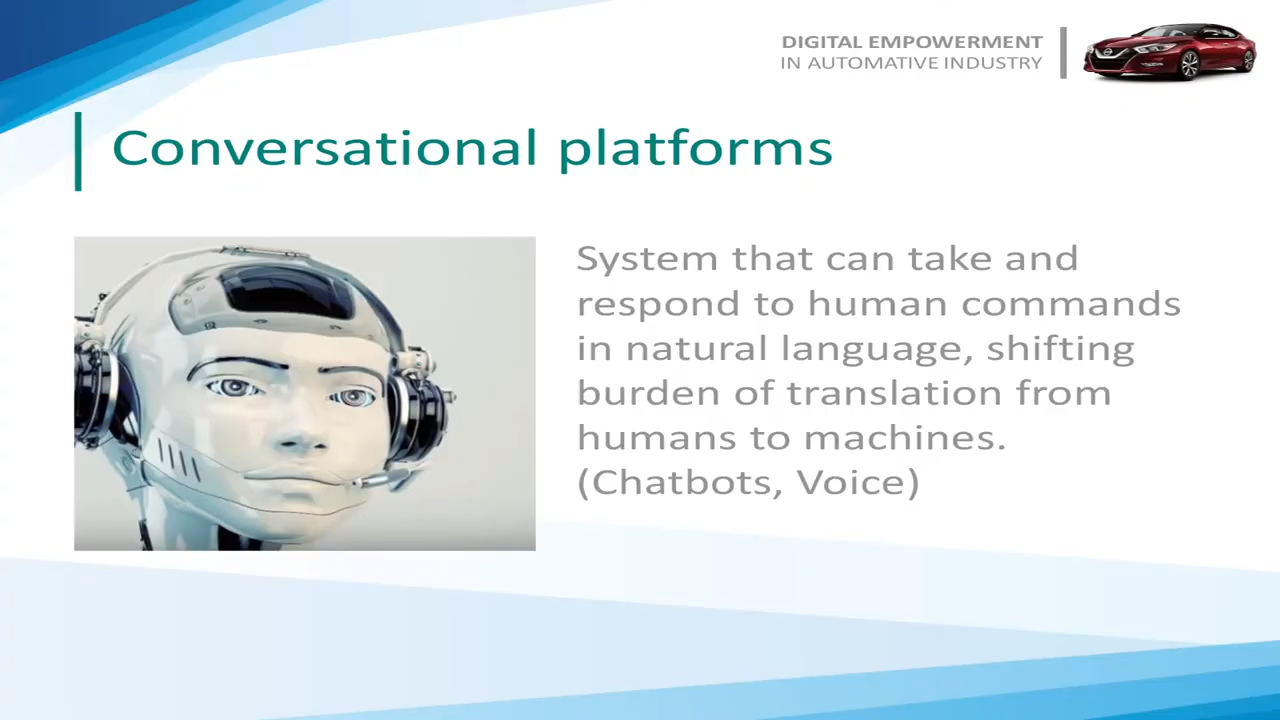 DIGITAL EMPOWERMENT
IN AUTOMATIVE INDUSTRY
Conversational platforms
System that can take and
respond to human commands
in natural language, shifting
burden of translation from
humans to machines.
(Chatbots, Voice)